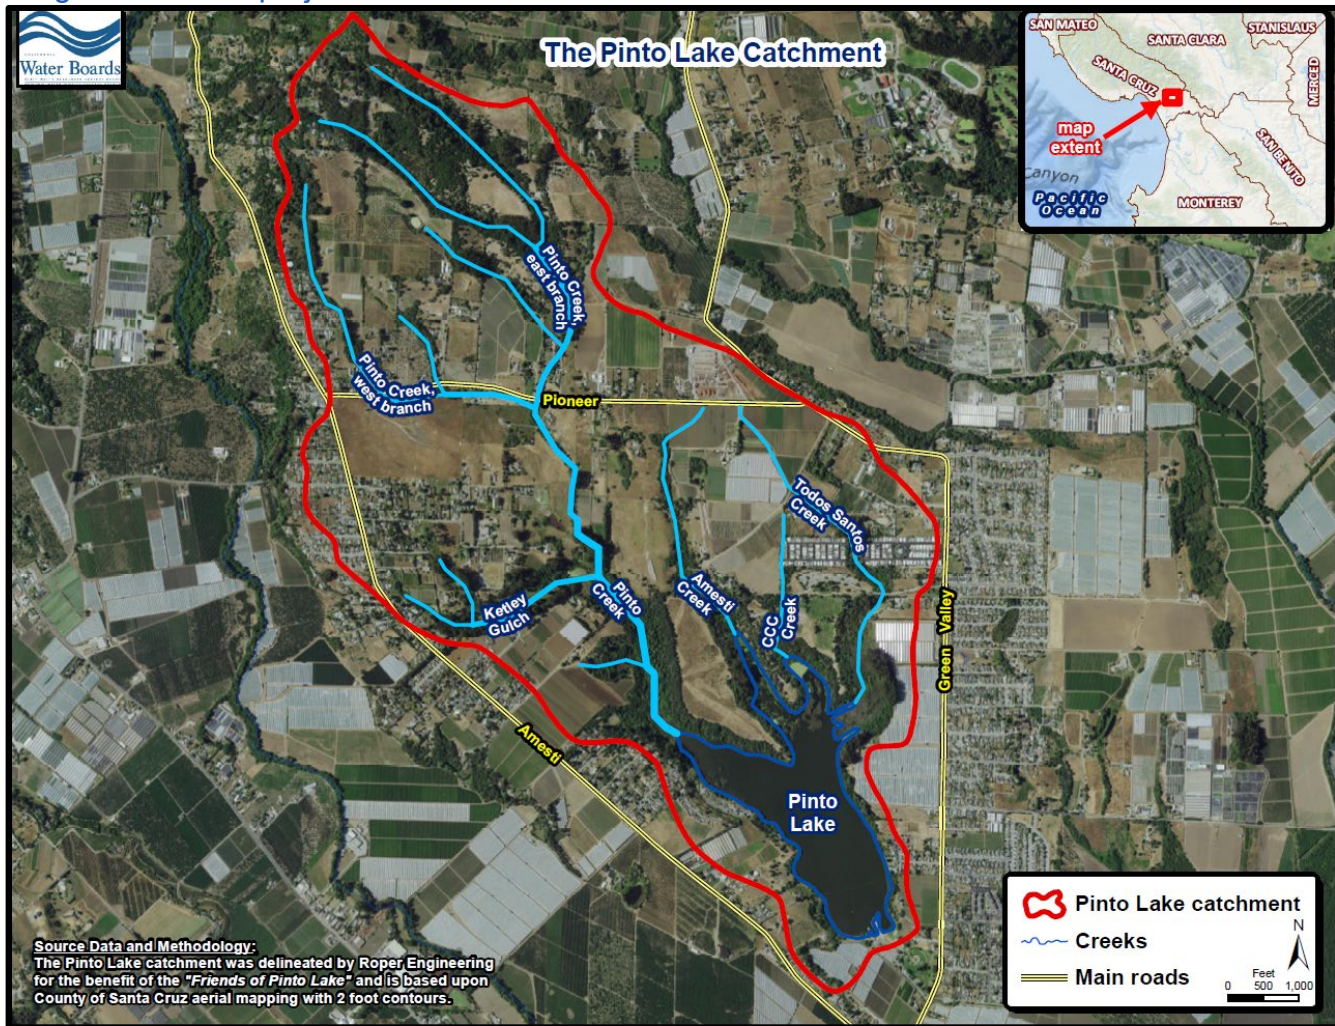 The Pinto Lake Catchment
CALIFORNIA
Water Boards
SAN MATEO
SANTA CLARA
STANISLAUS
SANTA CRUZ
MERCED
map
extent
Canyon
SAN BENITO
Pacific
Ocean
MONTEREY
Pinto Creek,
east branch
Pinto Creek,
west branch
Pioneer
Todos Santos
Creek
Amesti
Creek
CCC
Creek
Pinto
Creek
Ketley
Gulch
Green Valley
Amesti
Pinto
Lake
Source Data and Methodology:
The Pinto Lake catchment was delineated by Roper Engineering
for the benefit of the "Friends of Pinto Lake" and is based upon
County of Santa Cruz aerial mapping with 2 foot contours.
Pinto Lake catchment
Creeks
Main roads
N
Feet
0 500 1,000